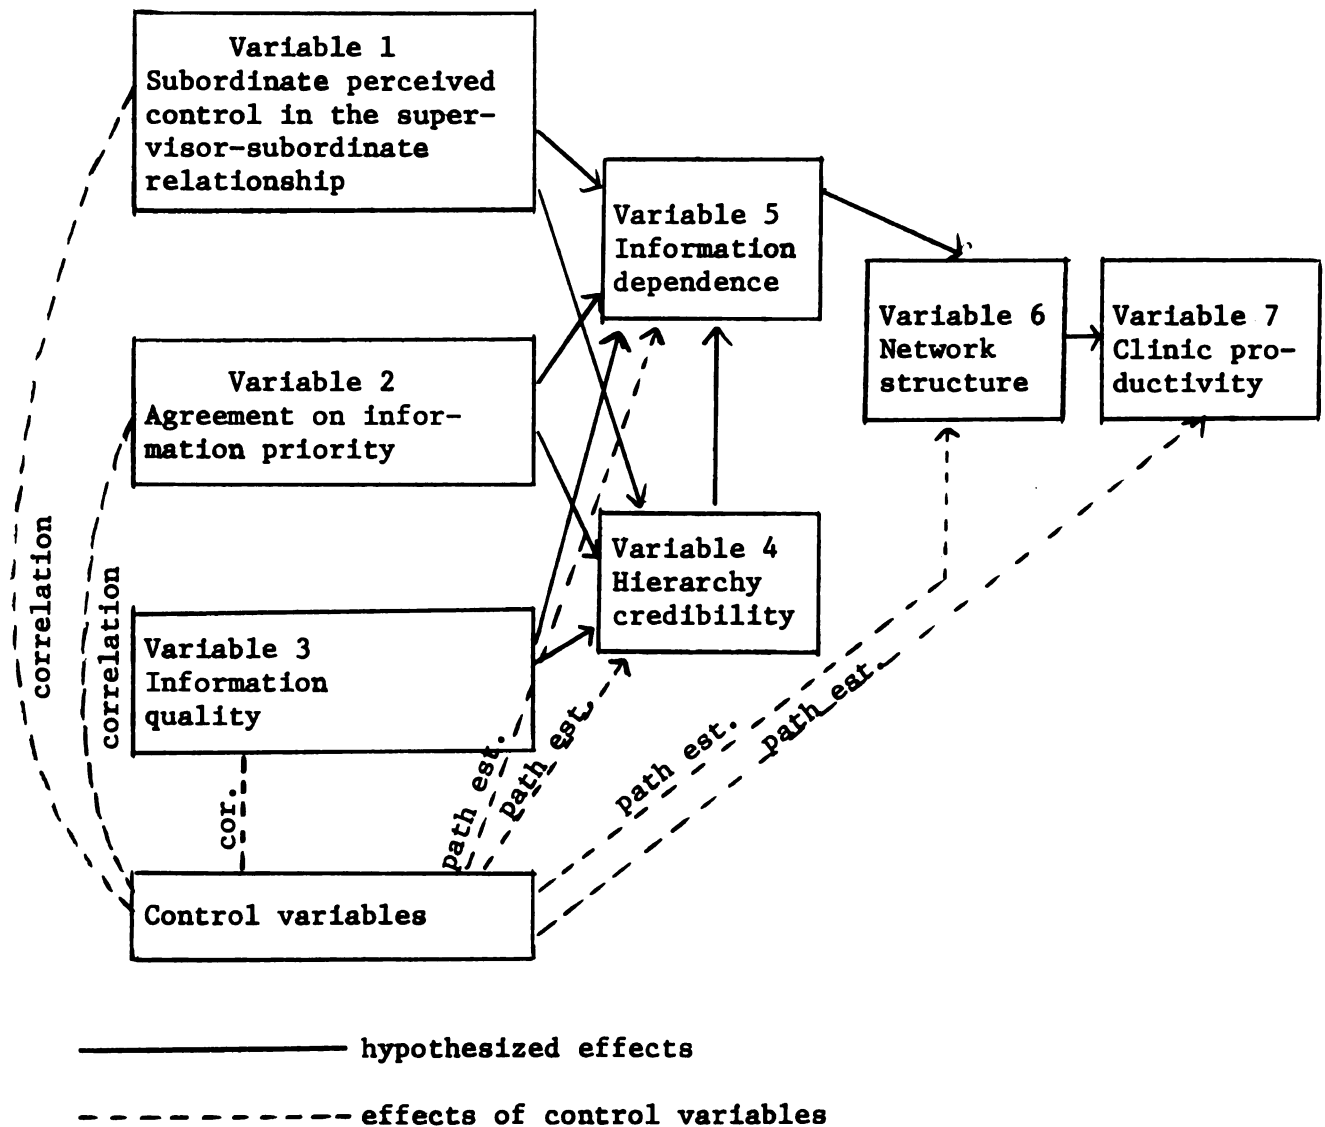 Variable 1
Subordinate perceived
control in the super-
visor-subordinate
relationship
Variable 5
Information
dependence
Variable 6
Network
structure
Variable 7
Clinic pro-
ductivity
Variable 2
Agreement on infor-
mation priority
Variable 4
Hierarchy
credibility
Variable 3
Information
quality
correlation
correlation
cor.
path est.
path est.
path est.
path est.
Control variables
hypothesized effects
effects of control variables